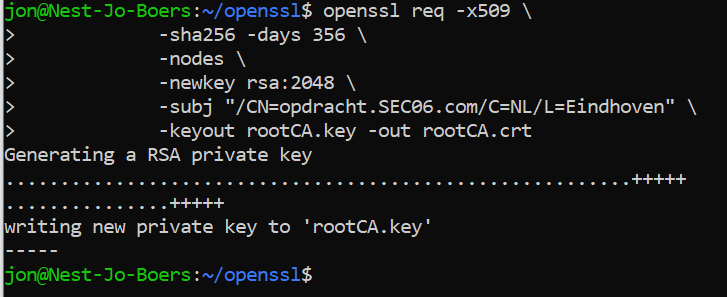 jon@Nest-Jo-Boers:~/openssl$ openssl req -x509 \
>             -sha256 -days 356 \
>             -nodes \
>             -newkey rsa:2048 \
>             -subj "/CN=opdracht.SEC06.com/C=NL/L=Eindhoven" \
>             -keyout rootCA.key -out rootCA.crt
Generating a RSA private key
.........................................................+++++
...............+++++
writing new private key to 'rootCA.key'
-----
jon@Nest-Jo-Boers:~/openssl$